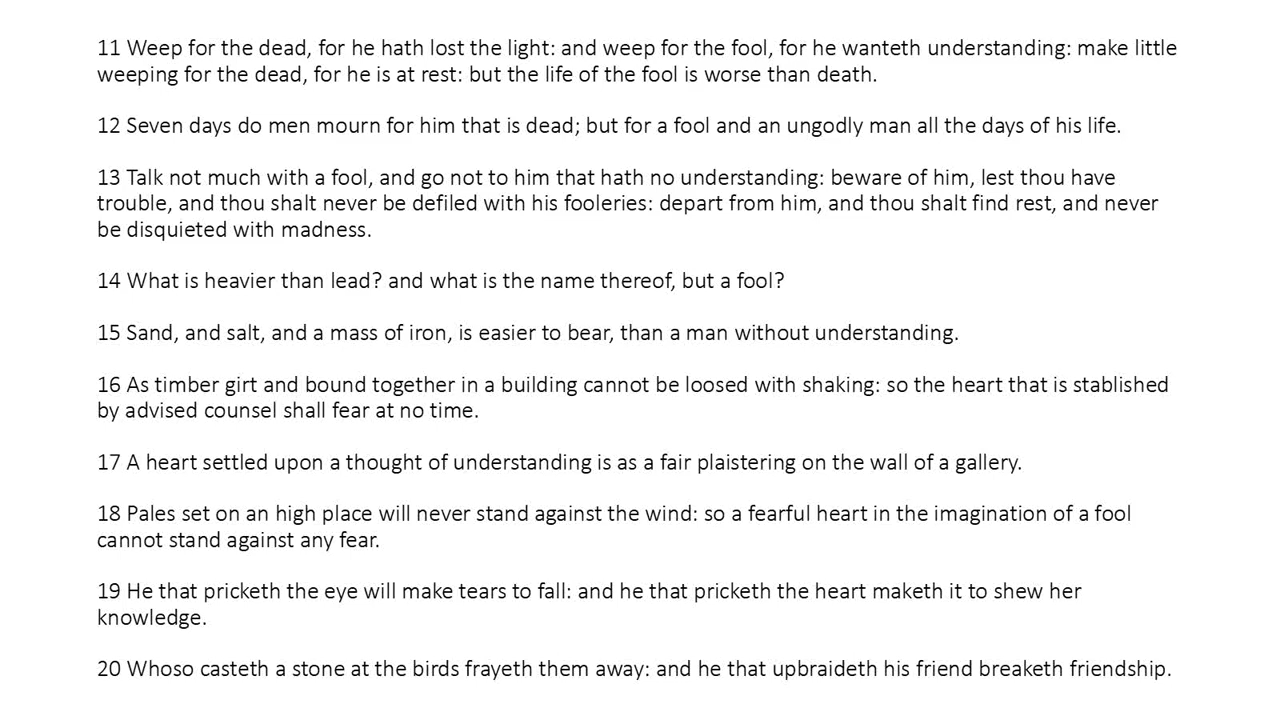 11 Weep for the dead, for he hath lost the light: and weep for the fool, for he wanteth understanding: make little
weeping for the dead, for he is at rest: but the life of the fool is worse than death.
12 Seven days do men mourn for him that is dead; but for a fool and an ungodly man all the days of his life.
13 Talk not much with a fool, and go not to him that hath no understanding: beware of him, lest thou have
trouble, and thou shalt never be defiled with his fooleries: depart from him, and thou shalt find rest, and never
be disquieted with madness.
14 What is heavier than lead? and what is the name thereof, but a fool?
15 Sand, and salt, and a mass of iron, is easier to bear, than a man without understanding.
16 As timber girt and bound together in a building cannot be loosed with shaking: so the heart that is stablished
by advised counsel shall fear at no time.
17 A heart settled upon a thought of understanding is as a fair plaistering on the wall of a gallery.
18 Pales set on an high place will never stand against the wind: so a fearful heart in the imagination of a fool
cannot stand against any fear.
19 He that pricketh the eye will make tears to fall: and he that pricketh the heart maketh it to shew her
knowledge.
20 Whoso casteth a stone at the birds frayeth them away: and he that upbraideth his friend breaketh friendship.